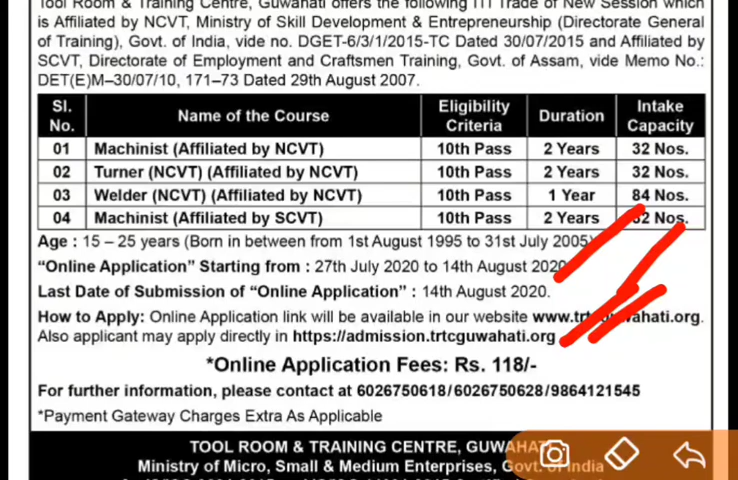 Tool Room & Training Centre, Guwahati offers the following ITI Trade of New Session which
is Affiliated by NCVT, Ministry of Skill Development & Entrepreneurship (Directorate General
of Training), Govt. of India, vide no. DGET-6/3/1/2015-TC Dated 30/07/2015 and Affiliated by
SCVT, Directorate of Employment and Craftsmen Training, Govt. of Assam, vide Memo No.:
DET(E)M–30/07/10, 171–73 Dated 29th August 2007.
Sl. No. Name of the Course Eligibility Criteria Duration Intake Capacity
01 Machinist (Affiliated by NCVT) 10th Pass 2 Years 32 Nos.
02 Turner (NCVT) (Affiliated by NCVT) 10th Pass 2 Years 32 Nos.
03 Welder (NCVT) (Affiliated by NCVT) 10th Pass 1 Year 84 Nos.
04 Machinist (Affiliated by SCVT) 10th Pass 2 Years Nos.
Age : 15 – 25 years (Born in between from 1st August 1995 to 31st July 2005)
“Online Application” Starting from : 27th July 2020 to 14th August 2020
Last Date of Submission of “Online Application” : 14th August 2020.
How to Apply: Online Application link will be available in our website www.trtcguwahati.org.
Also applicant may apply directly in https://admission.trtcguwahati.org
*Online Application Fees: Rs. 118/-
For further information, please contact at 6026750618/6026750628/9864121545
*Payment Gateway Charges Extra As Applicable
TOOL ROOM & TRAINING CENTRE, GUWAHATI
Ministry of Micro, Small & Medium Enterprises, Govt. of India